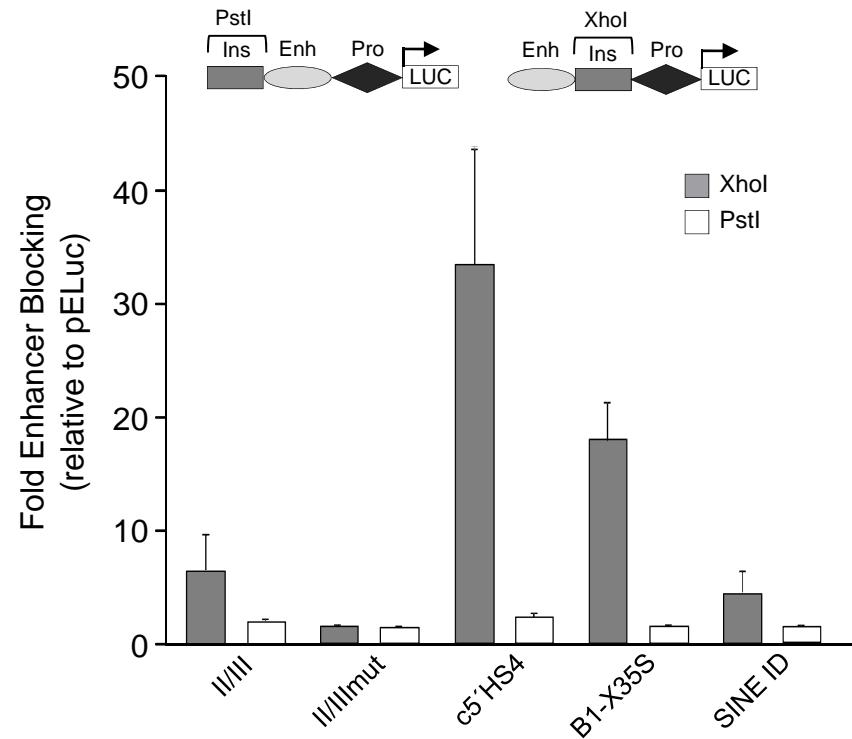 PstI
Ins Enh Pro
LUC
XhoI
Enh Ins Pro
LUC
Fold Enhancer Blocking
(relative to pELuc)
50
40
30
20
10
0
XhoI
PstI
II/III
II/IIImut
c5´HS4
B1-X35S
SINE ID